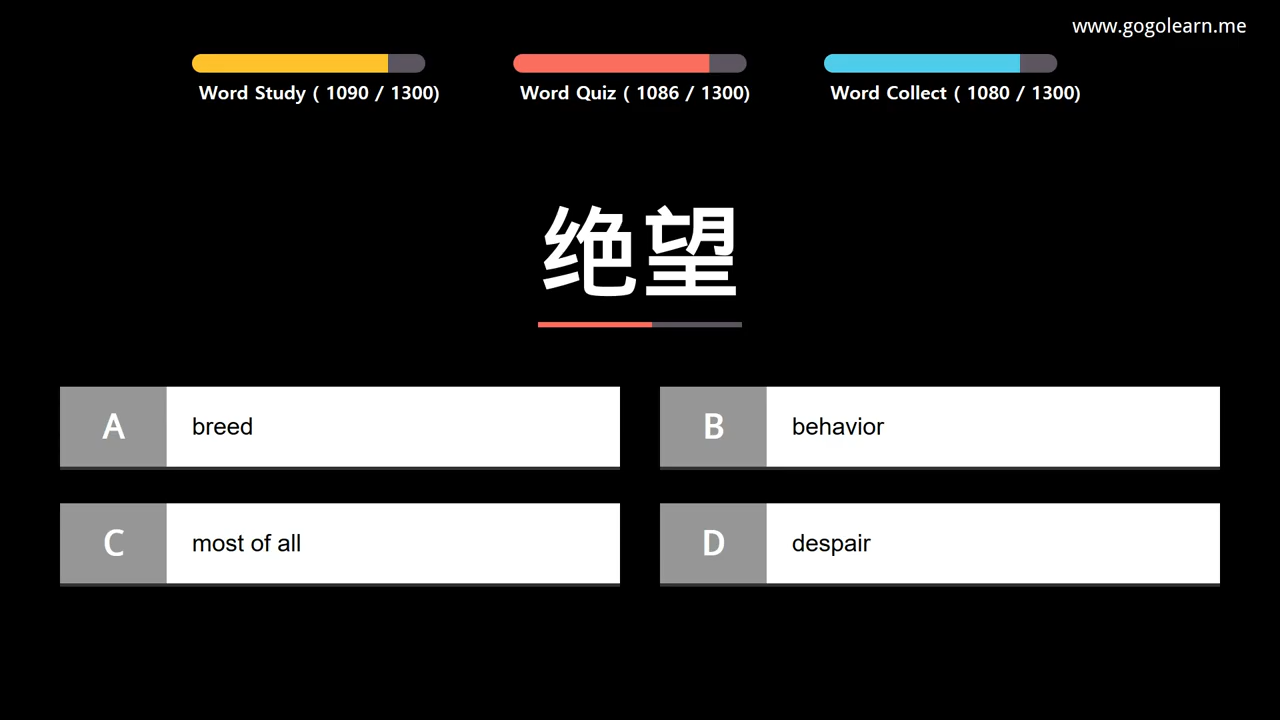 www.gogolearn.me
Word Study ( 1090 / 1300)
Word Quiz ( 1086 / 1300)
Word Collect ( 1080 / 1300)
绝望
A breed
B behavior
C most of all
D despair